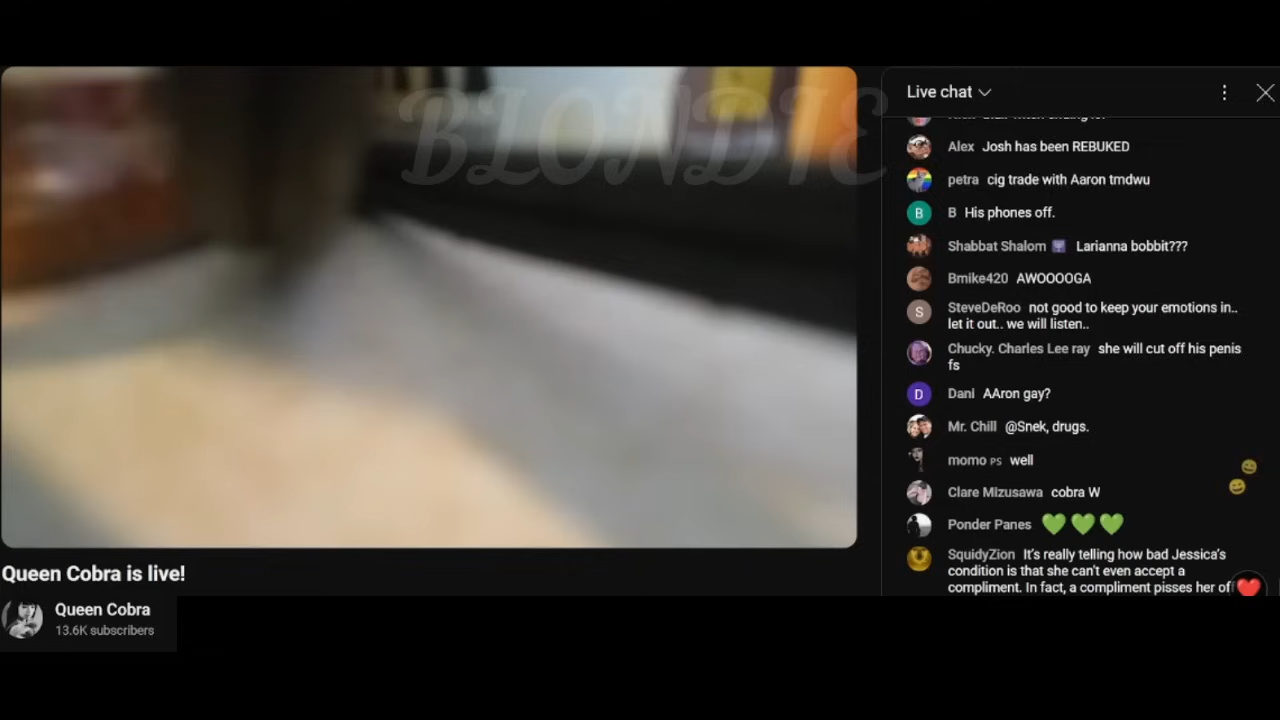 BLONDIE
Live chat
Alex Josh has been REBUKED
petra cig trade with Aaron tmdwu
B B His phones off.
Shabbat Shalom Larianna bobbit???
Bmike420 AWOOOOGA
S SteveDeRoo not good to keep your emotions in..
let it out.. we will listen..
Chucky. Charles Lee ray she will cut off his penis
fs
D Dani AAron gay?
Mr. Chill @Snek, drugs.
momo PS well
Clare Mizusawa cobra W
Ponder Panes 💚💚💚
SquidyZion It's really telling how bad Jessica's
condition is that she can't even accept a
compliment. In fact, a compliment pisses her of
Queen Cobra is live!
Queen Cobra
13.6K subscribers